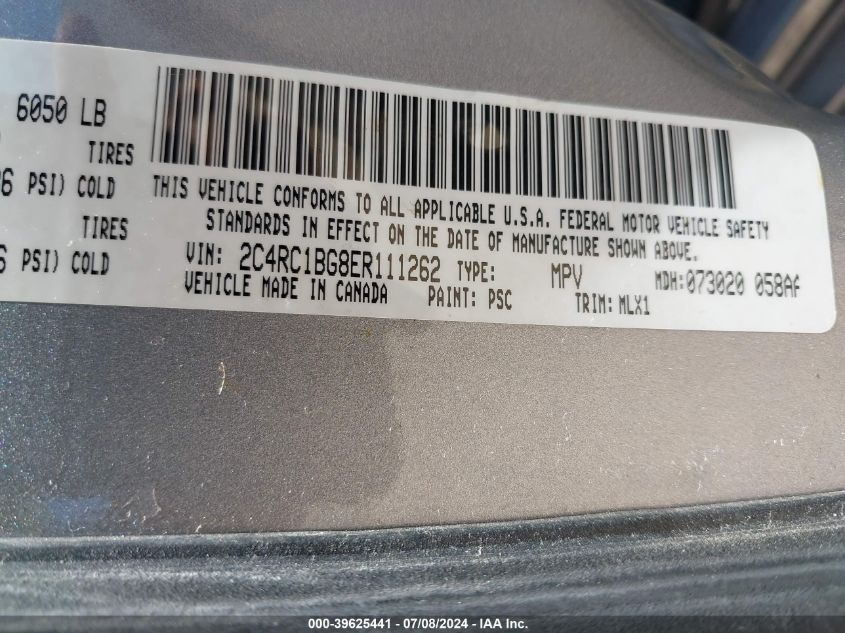 6050 LB
TIRES
6 PSI) COLD
TIRES
PSI) COLD
THIS VEHICLE CONFORMS TO ALL APPLICABLE U.S.A. FEDERAL MOTOR VEHICLE SAFETY
STANDARDS IN EFFECT ON THE DATE OF MANUFACTURE SHOWN ABOVE.
VIN: 2C4RC1BG8ER111262 TYPE: MPV MDH:073020 058A
VEHICLE MADE IN CANADA PAINT: PSC TRIM: MLX1
000-39625441 - 07/08/2024 - IAA Inc.